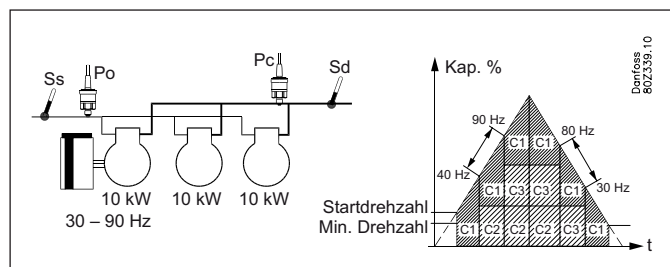 Ss
Po
Pc
Sd
10 kW
10 kW
10 kW
30 – 90 Hz
Danfoss
80Z339.10
Kap. %
90 Hz
80 Hz
40 Hz
30 Hz
C1 C1
C1 C3 C3 C1
C1 C2 C2 C2 C3 C1
Startdrehzahl
Min. Drehzahl
t